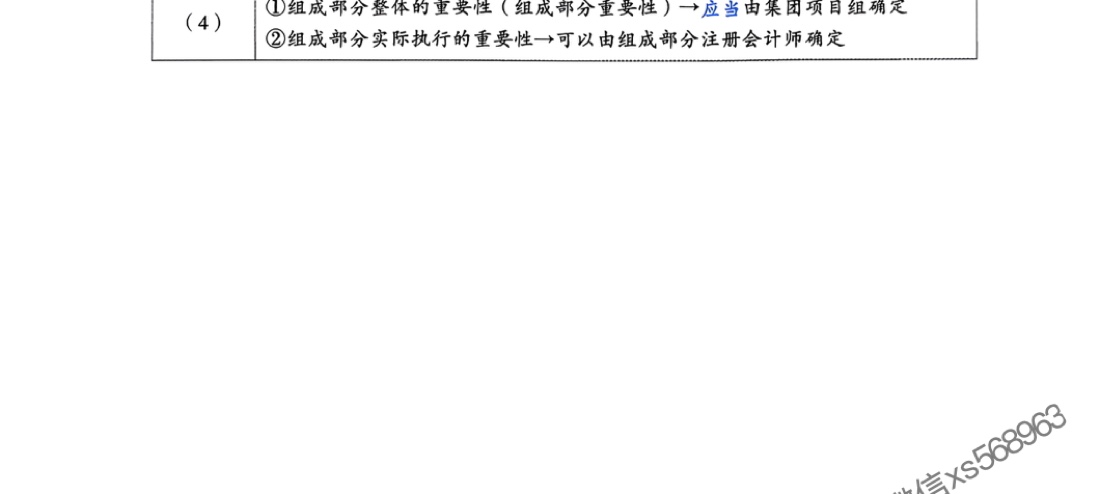 ①组成部分整体的重要性（组成部分重要性）→应当由集团项目组确定
（4）
②组成部分实际执行的重要性→可以由组成部分注册会计师确定
微信xs568963